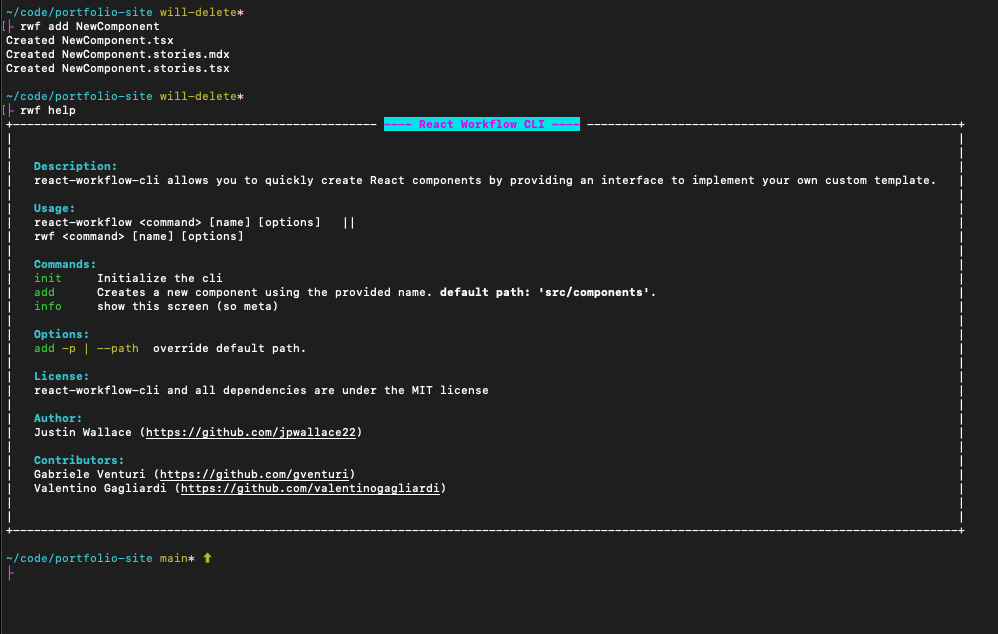 ~/code/portfolio-site will-delete*
[├ rwf add NewComponent
Created NewComponent.tsx
Created NewComponent.stories.mdx
Created NewComponent.stories.tsx
~/code/portfolio-site will-delete*
[├ rwf help
---- React Workflow CLI ----
Description:
react-workflow-cli allows you to quickly create React components by providing an interface to implement your own custom template.
Usage:
react-workflow <command> [name] [options]   ||
rwf <command> [name] [options]
Commands:
init     Initialize the cli
add      Creates a new component using the provided name. default path: 'src/components'.
info     show this screen (so meta)
Options:
add -p | --path  override default path.
License:
react-workflow-cli and all dependencies are under the MIT license
Author:
Justin Wallace (https://github.com/jpwallace22)
Contributors:
Gabriele Venturi (https://github.com/gventuri)
Valentino Gagliardi (https://github.com/valentinogagliardi)
~/code/portfolio-site main* ⬆
├